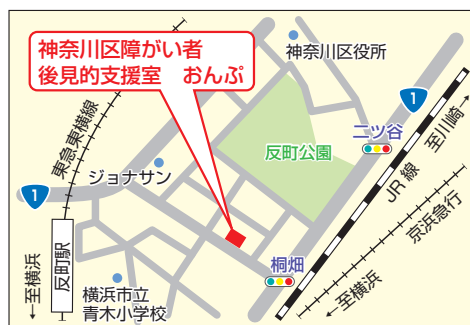 神奈川区障がい者
後見的支援室　おんぷ
神奈川区役所
1
二ツ谷
至川崎→
東急東横線
反町公園
ジョナサン
JR線
京浜急行
1
反町駅
←至横浜
桐畑
←至横浜
横浜市立
青木小学校